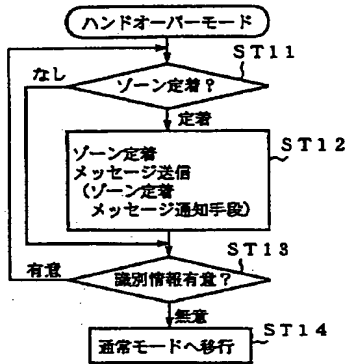 ハンドオーバーモード
ST11
なし
ゾーン定着?
定着
ST12
ゾーン定着
メッセージ送信
(ゾーン定着
メッセージ通知手段)
ST13
有意
識別情報有意?
無意
ST14
通常モードへ移行